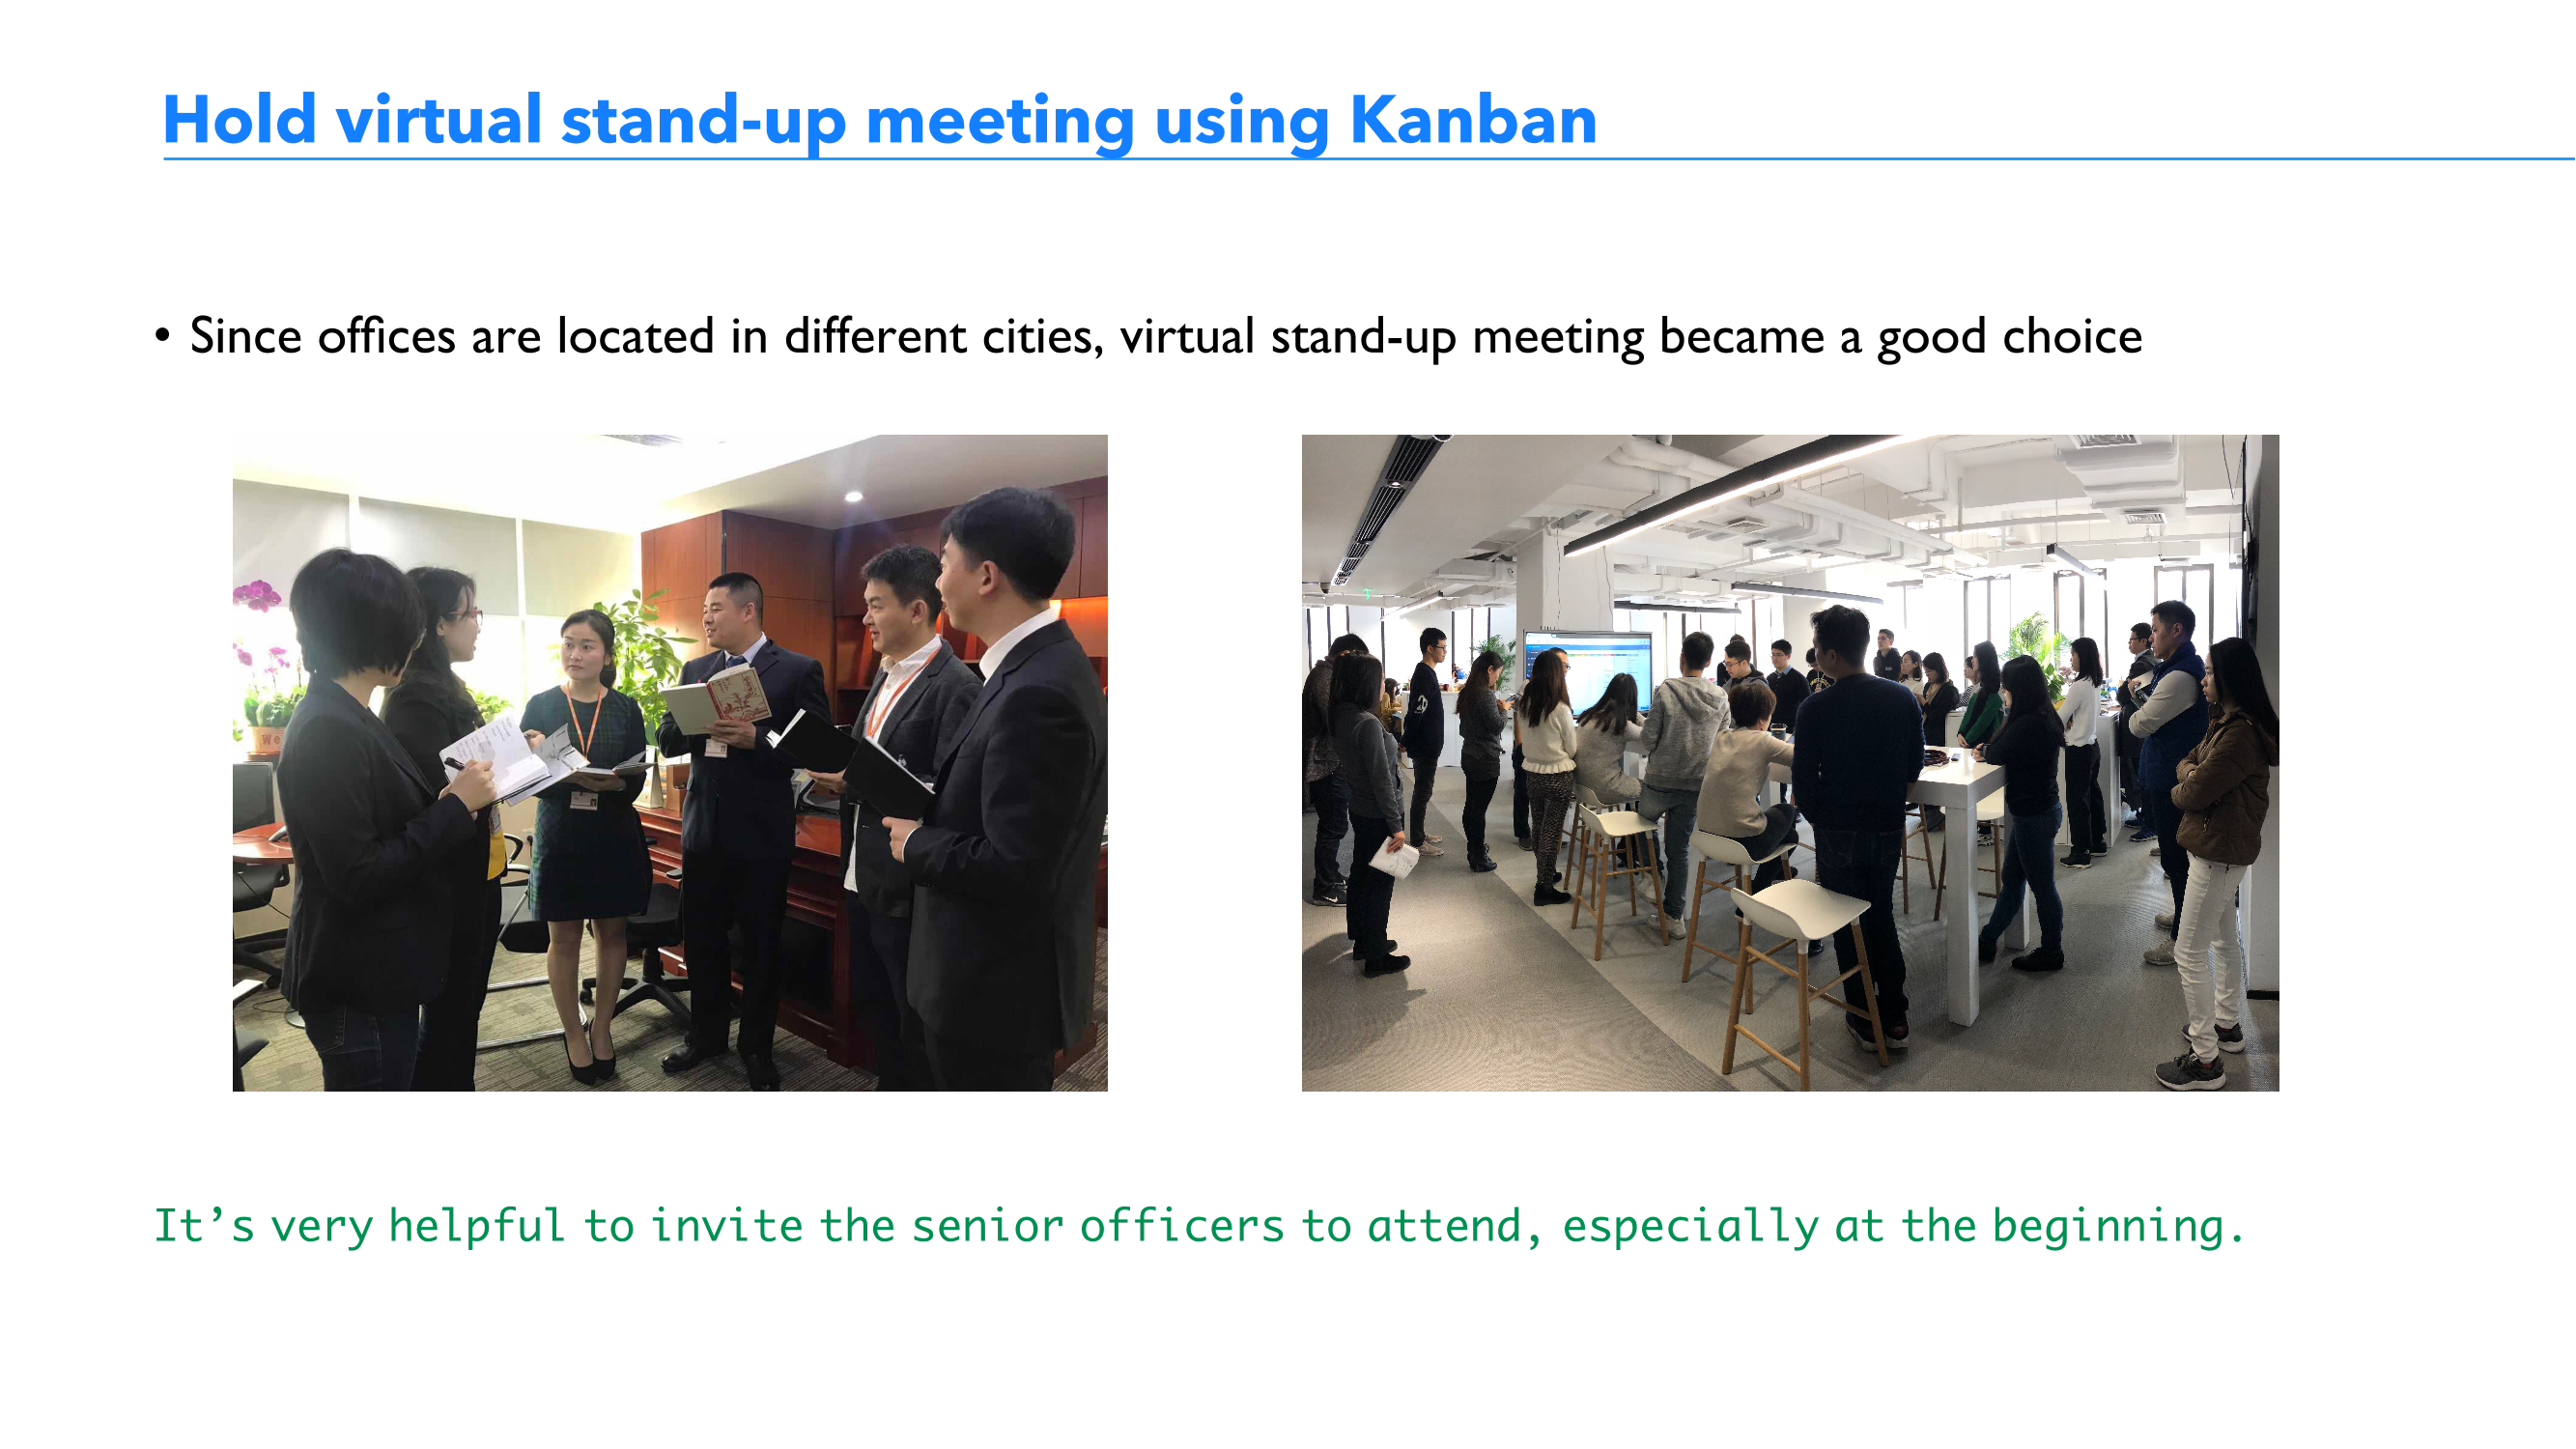 Hold virtual stand-up meeting using Kanban
• Since offices are located in different cities, virtual stand-up meeting became a good choice
We
It’s very helpful to invite the senior officers to attend, especially at the beginning.